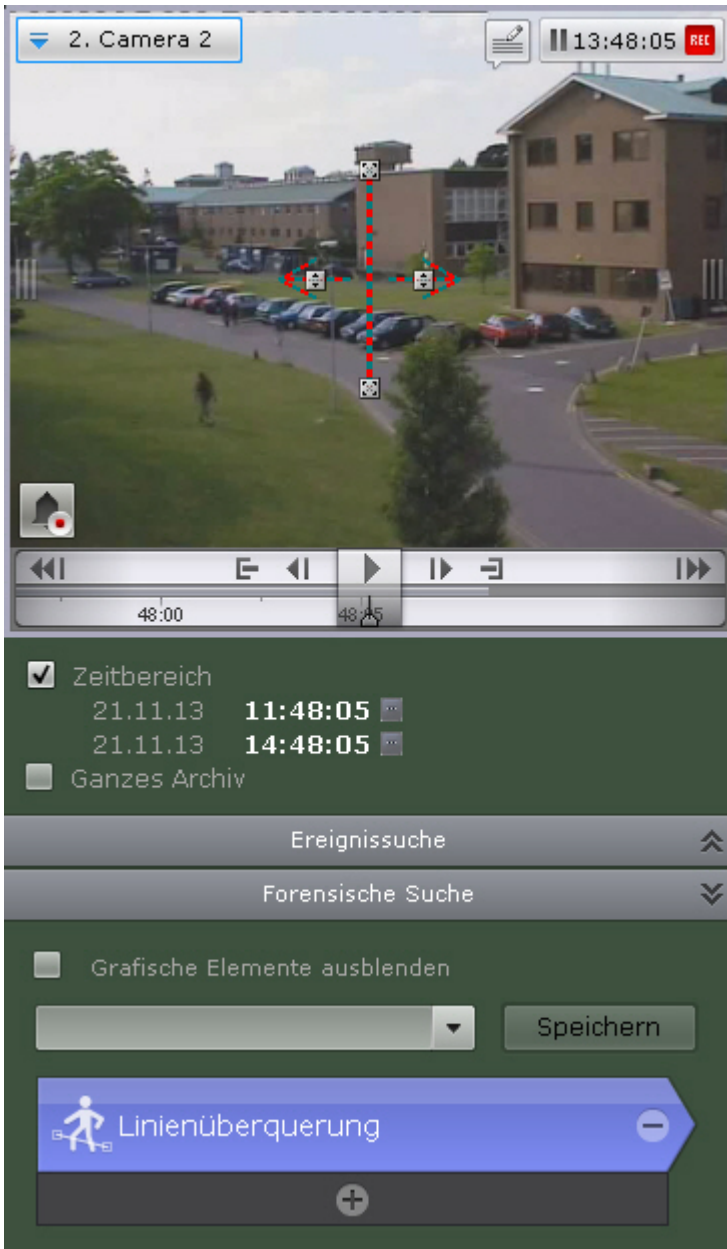 2. Camera 2
13:48:05 REC
48:00 48:05
Zeitbereich
21.11.13 11:48:05
21.11.13 14:48:05
Ganzes Archiv
Ereignissuche
Forensische Suche
Grafische Elemente ausblenden
Speichern
Linienüberquerung